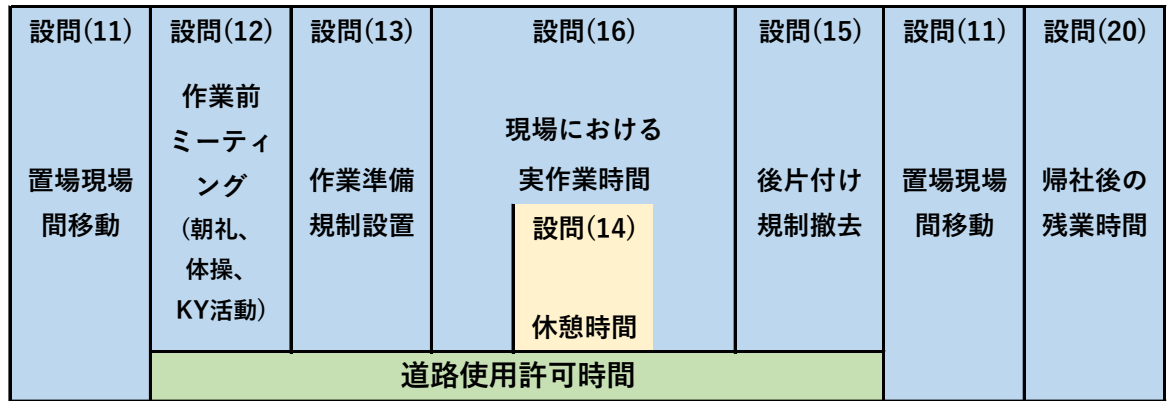 設問(11)
置場現場
間移動
設問(12)
作業前
ミーティ
ング
(朝礼、
体操、
KY活動)
設問(13)
作業準備
規制設置
設問(16)
現場における
実作業時間
設問(14)
休憩時間
設問(15)
後片付け
規制撤去
設問(11)
置場現場
間移動
設問(20)
帰社後の
残業時間
道路使用許可時間